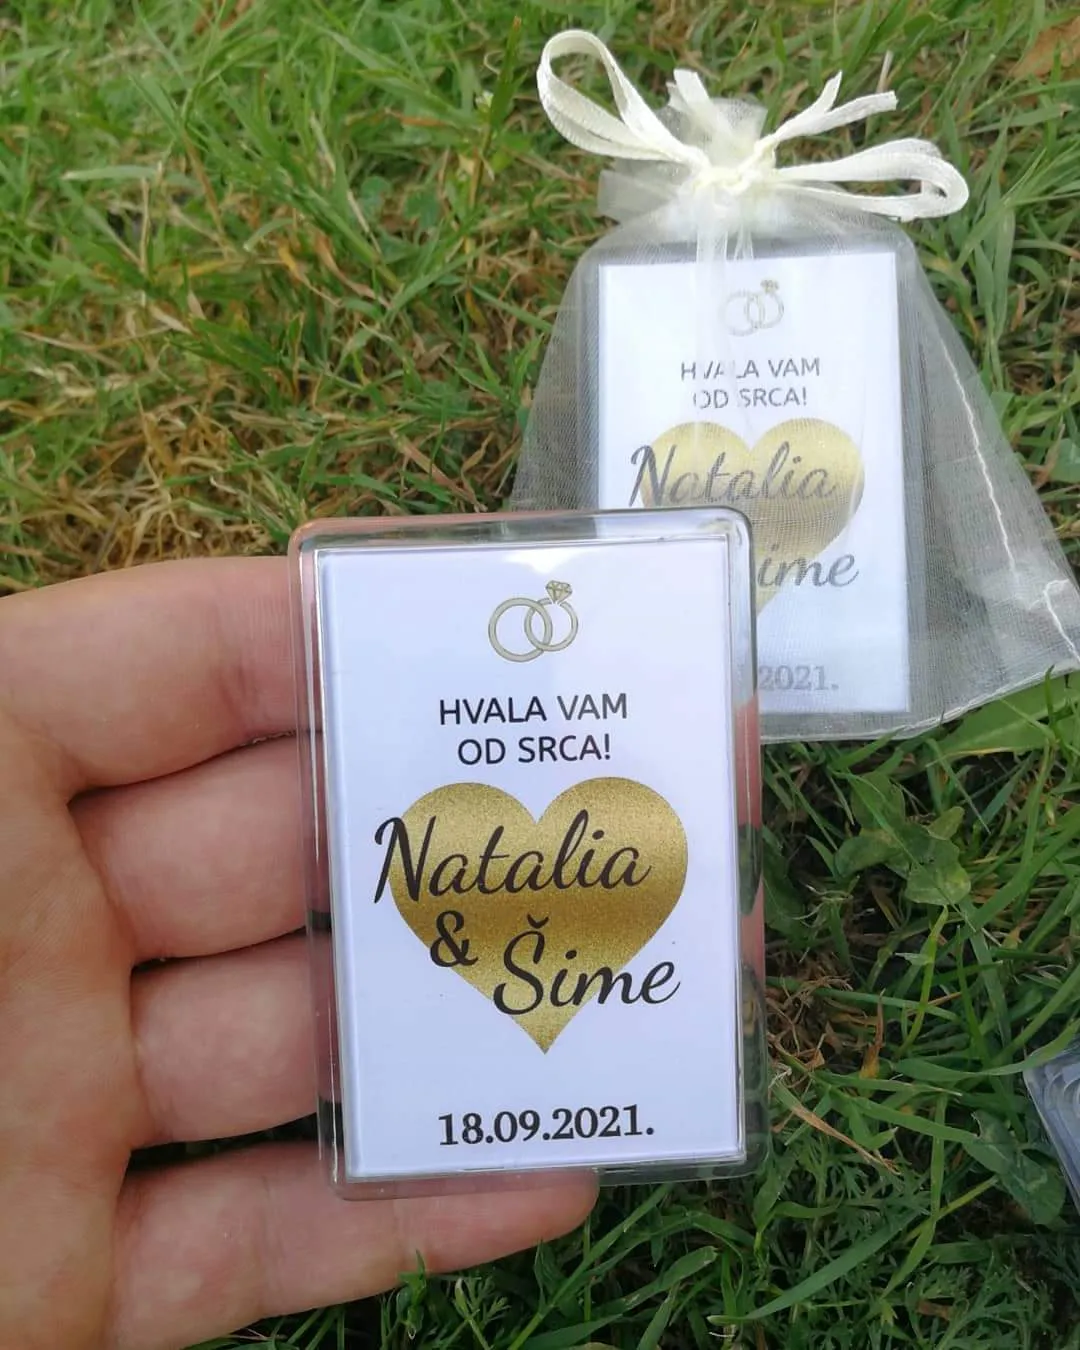 HVALA VAM
OD SRCA!
Natalia
& Šime
18.09.2021.
HVALA VAM
OD SRCA!
Natalia
ime
2021.